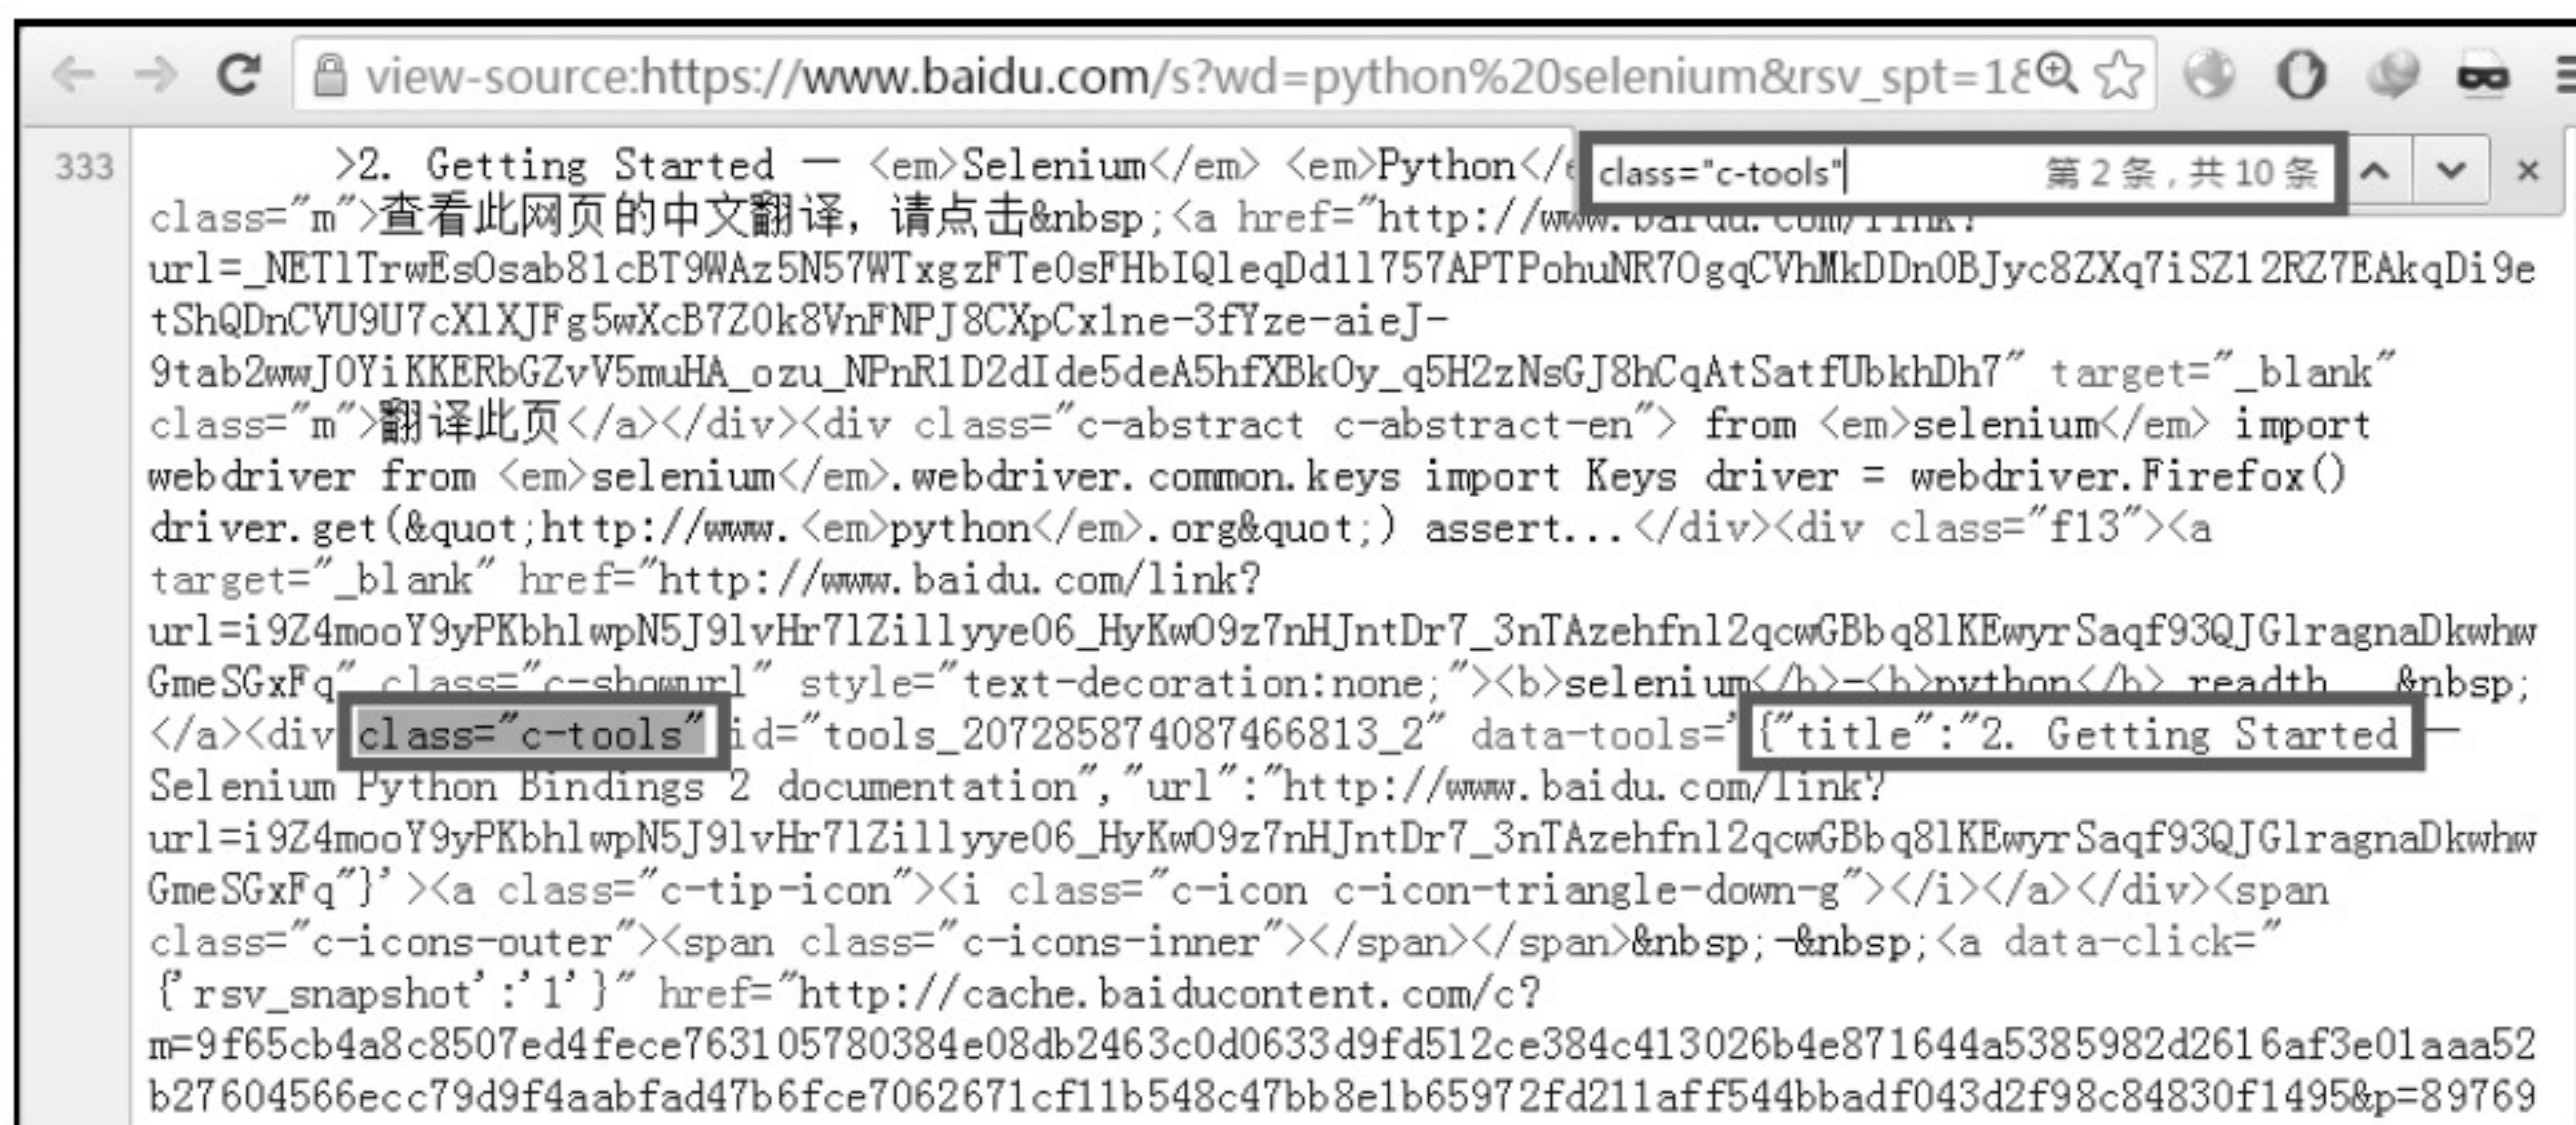 view-source:https://www.baidu.com/s?wd=python%20selenium&rsv_spt=18
class="c-tools" 第 2 条，共 10 条
333 >2. Getting Started — <em>Selenium</em> <em>Python</e
class="m">查看此网页的中文翻译，请点击&nbsp;<a href="http://www.baidu.com/link?
url=_NETlTrwEsOsab81cBT9WAz5N57WTxgzFTe0sFHbIQleqDd1l757APTPohuNR7OgqCVhMkDDn0BJyc8ZXq7iSZ12RZ7EAkqDi9e
tShQDnCVU9U7cXlXJFg5wXcB7Z0k8VnFNPJ8CXpCx1ne-3fYze-aieJ-
9tab2wwJ0YiKKERbGZvV5muHA_ozu_NPnR1D2dIde5deA5hfXBkOy_q5H2zNsGJ8hCqAtSatfUbkhDh7" target="_blank"
class="m">翻译此页</a></div><div class="c-abstract c-abstract-en"> from <em>selenium</em> import
webdriver from <em>selenium</em>.webdriver.common.keys import Keys driver = webdriver.Firefox()
driver.get(&quot;http://www.<em>python</em>.org&quot;) assert...</div><div class="f13"><a
target="_blank" href="http://www.baidu.com/link?
url=i9Z4mooY9yPKbhlwpN5J9lvHr7lZillyye06_HyKwO9z7nHJntDr7_3nTAzehfnl2qcwGBbq8lKEwyrSaqf93QJGlragnaDkwhw
GmeSGxFq" class="c-showurl" style="text-decoration:none;"><b>selenium</b>-<b>python</b>.readth...&nbsp;
</a><div class="c-tools" id="tools_207285874087466813_2" data-tools='{"title":"2. Getting Started —
Selenium Python Bindings 2 documentation","url":"http://www.baidu.com/link?
url=i9Z4mooY9yPKbhlwpN5J9lvHr7lZillyye06_HyKwO9z7nHJntDr7_3nTAzehfnl2qcwGBbq8lKEwyrSaqf93QJGlragnaDkwhw
GmeSGxFq"}'><a class="c-tip-icon"><i class="c-icon c-icon-triangle-down-g"></i></a></div><span
class="c-icons-outer"><span class="c-icons-inner"></span></span>&nbsp;-&nbsp;<a data-click="
{'rsv_snapshot':'1'}" href="http://cache.baiducontent.com/c?
m=9f65cb4a8c8507ed4fece763105780384e08db2463c0d0633d9fd512ce384c413026b4e871644a5385982d2616af3e01aaa52
b27604566ecc79d9f4aabfad47b6fce7062671cf11b548c47bb8e1b65972fd211aff544bbadf043d2f98c84830f1495&p=89769